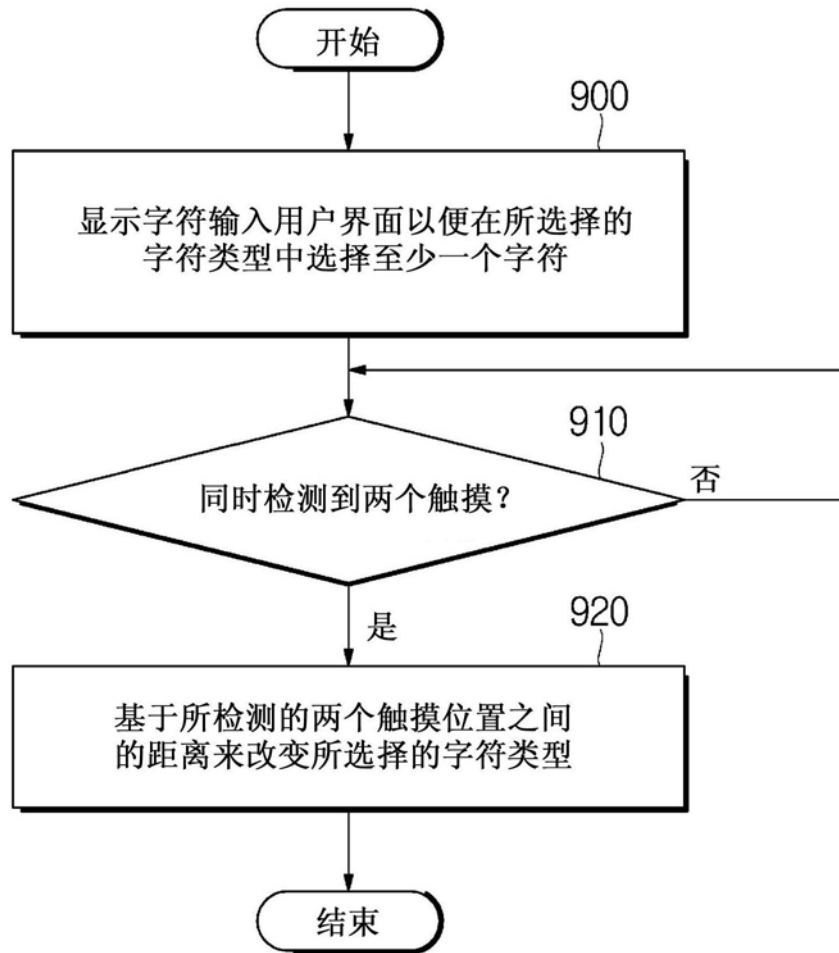 开始
900
显示字符输入用户界面以便在所选择的
字符类型中选择至少一个字符
910
同时检测到两个触摸?
否
是
920
基于所检测的两个触摸位置之间
的距离来改变所选择的字符类型
结束